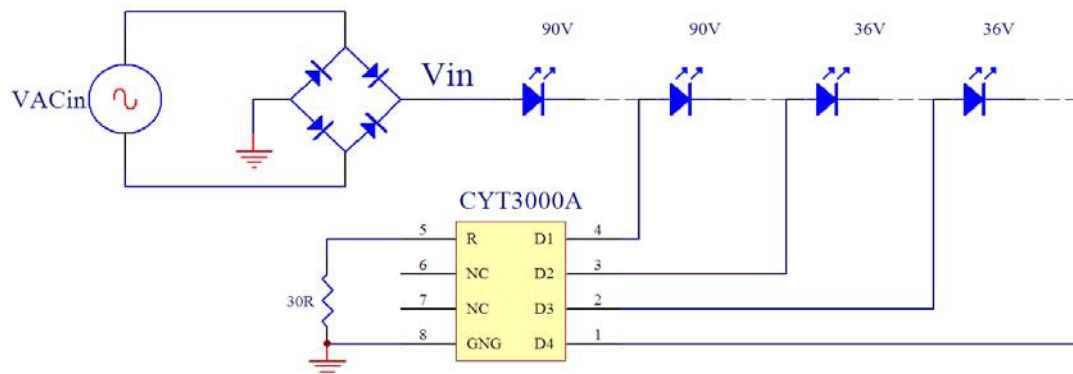 90V 90V 36V 36V
Vin
VACin
CYT3000A
5 R D1 4
6 NC D2 3
7 NC D3 2
30R
8 GNG D4 1